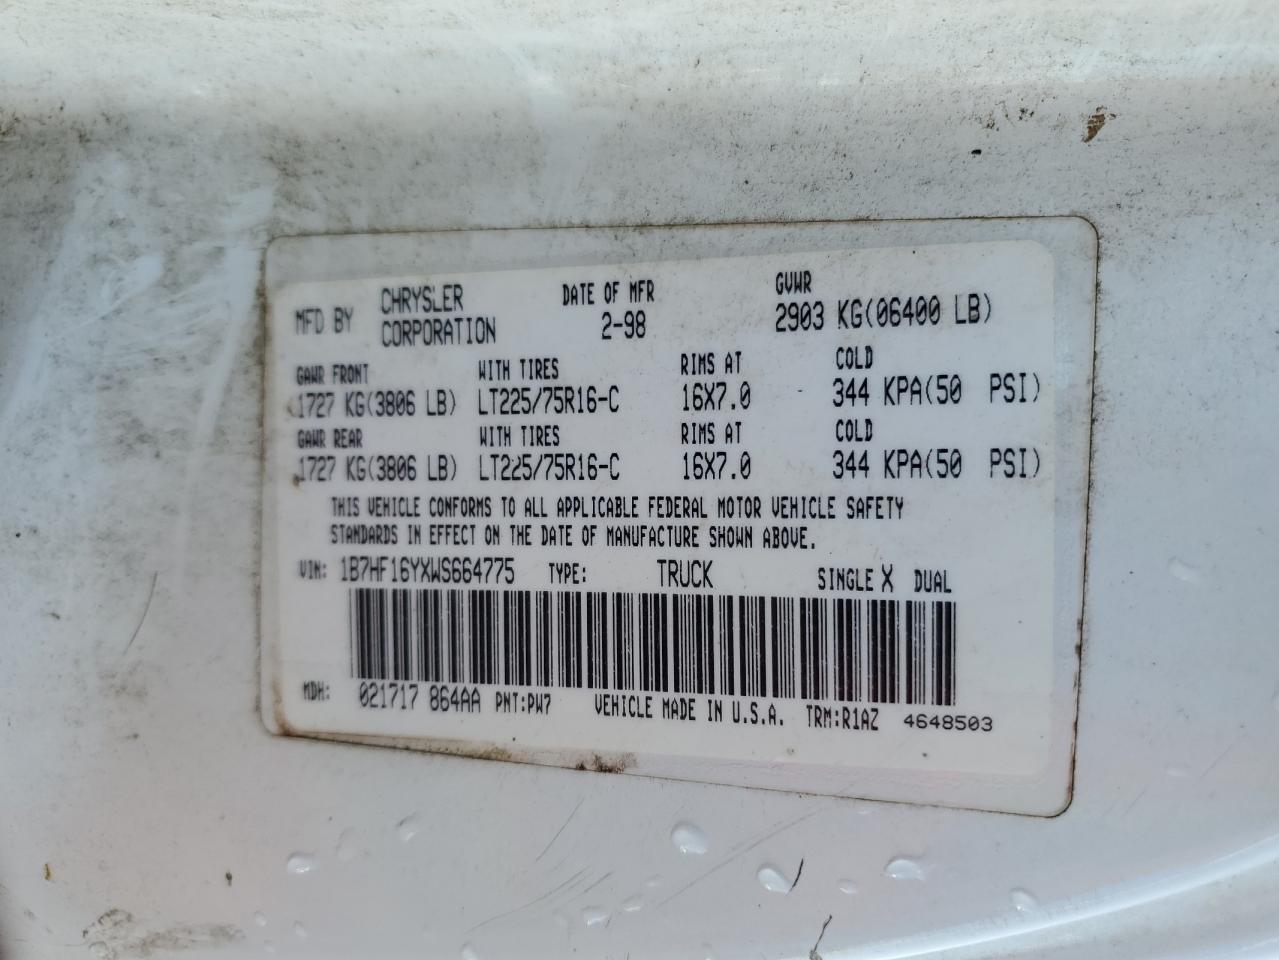 MFD BY CHRYSLER CORPORATION DATE OF MFR 2-98 GVWR 2903 KG(06400 LB)
GAWR FRONT WITH TIRES RIMS AT COLD
1727 KG(3806 LB) LT225/75R16-C 16X7.0 344 KPA(50 PSI)
GAWR REAR WITH TIRES RIMS AT COLD
1727 KG(3806 LB) LT225/75R16-C 16X7.0 344 KPA(50 PSI)
THIS VEHICLE CONFORMS TO ALL APPLICABLE FEDERAL MOTOR VEHICLE SAFETY
STANDARDS IN EFFECT ON THE DATE OF MANUFACTURE SHOWN ABOVE.
VIN: 1B7HF16YXWS664775 TYPE: TRUCK SINGLE X DUAL
MDH: 021717 864AA PNT:PW7 VEHICLE MADE IN U.S.A. TRM:R1AZ 4648503